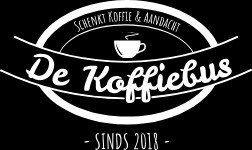 Schenkt Koffie & Aandacht
De Koffiebus
- SINDS 2018 -